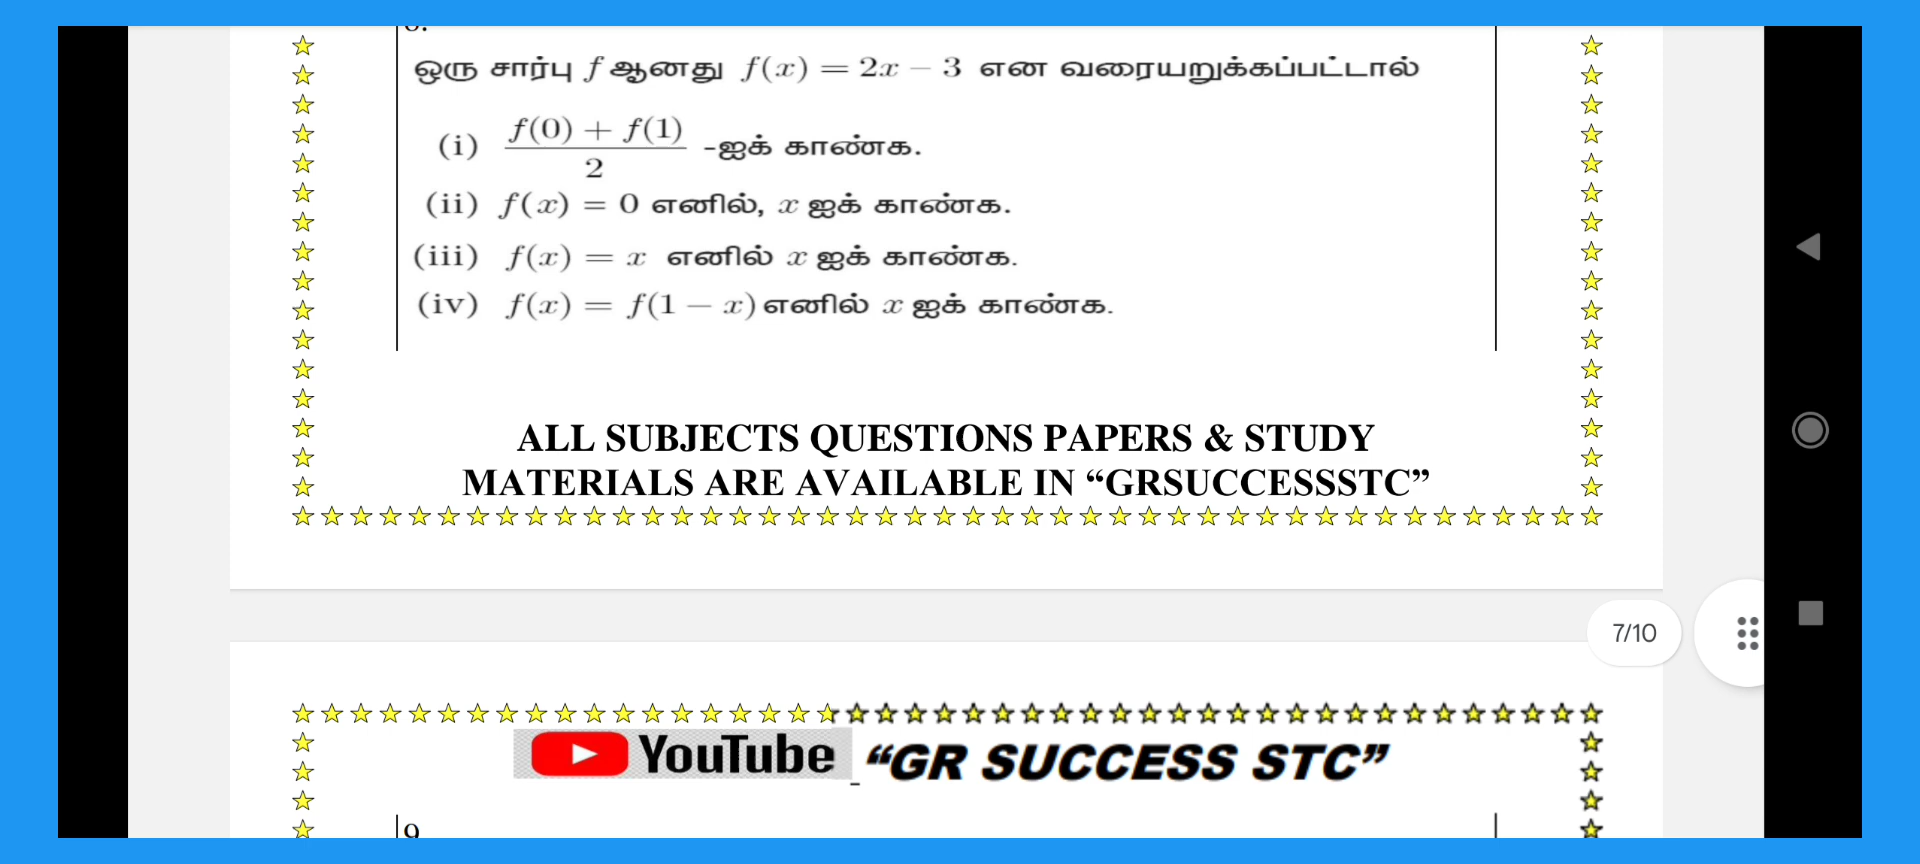 ஒரு சார்பு f ஆனது f(x) = 2x − 3 என வரையறுக்கப்பட்டால்
(i) f(0) + f(1) / 2 -ஐக் காண்க.
(ii) f(x) = 0 எனில், x ஐக் காண்க.
(iii) f(x) = x எனில் x ஐக் காண்க.
(iv) f(x) = f(1 − x) எனில் x ஐக் காண்க.
ALL SUBJECTS QUESTIONS PAPERS & STUDY
MATERIALS ARE AVAILABLE IN “GRSUCCESSSTC”
7/10
YouTube “GR SUCCESS STC”